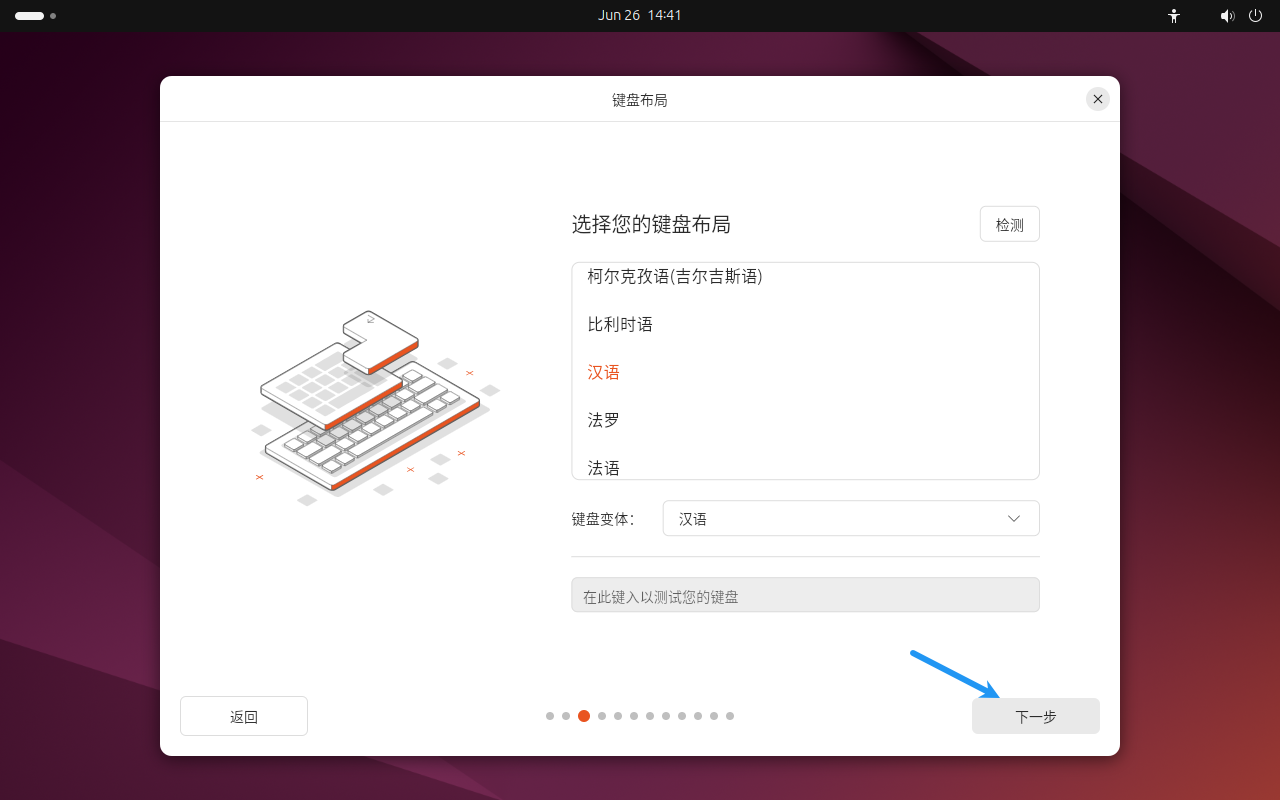 Jun 26 14:41
键盘布局
选择您的键盘布局
检测
柯尔克孜语(吉尔吉斯语)
比利时语
汉语
法罗
法语
键盘变体:
汉语
在此键入以测试您的键盘
返回
下一步